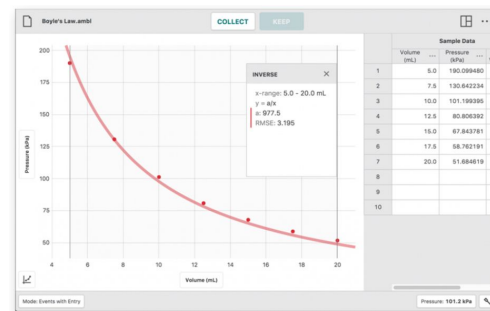 Boyle's Law.ambl
COLLECT
KEEP
200
175
150
125
100
75
50
Pressure (kPa)
4 6 8 10 12 14 16 18 20
Volume (mL)
INVERSE ×
x-range: 5.0 - 20.0 mL
y = a/x
a: 977.5
RMSE: 3.195
Sample Data
Volume (mL) ... Pressure (kPa) ...
1 5.0 190.099480
2 7.5 130.642234
3 10.0 101.199395
4 12.5 80.806392
5 15.0 67.843781
6 17.5 58.762191
7 20.0 51.684619
8
9
10
Mode: Events with Entry
Pressure: 101.2 kPa